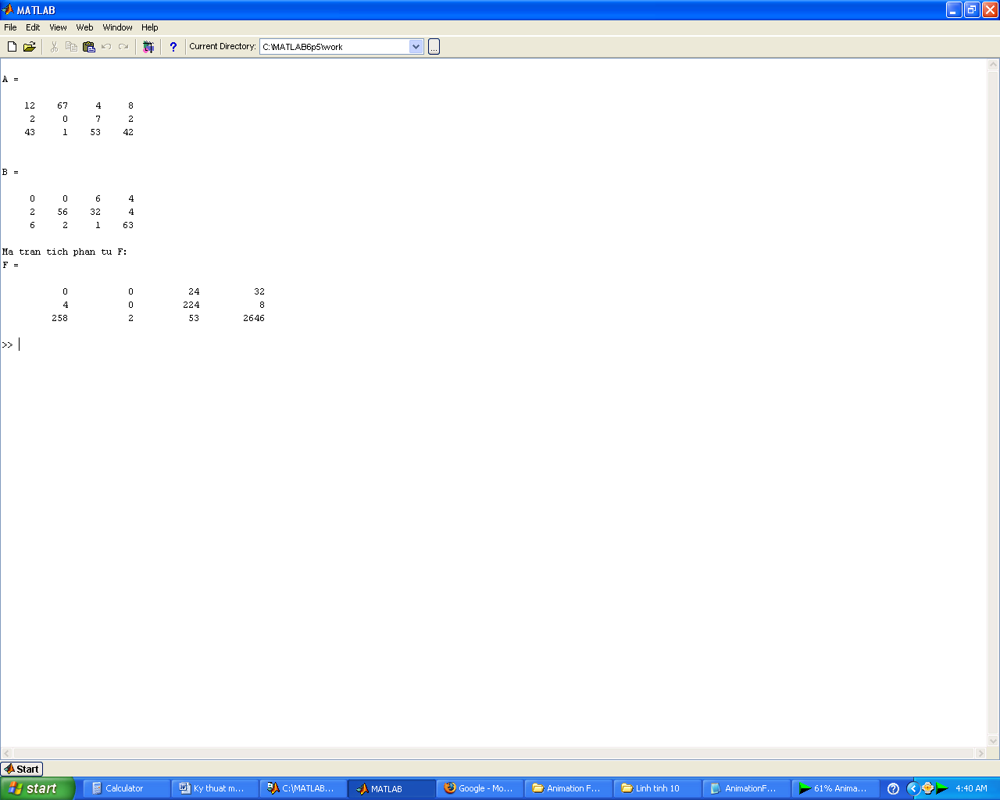 MATLAB
File Edit View Web Window Help
? Current Directory: C:\MATLAB6p5\work ...
A =
12 67 4 8
2 0 7 2
43 1 53 42
B =
0 0 6 4
2 56 32 4
6 2 1 63
Ma tran tich phan tu F:
F =
0 0 24 32
4 0 224 8
258 2 53 2646
>>
Start
start Calculator Ky thuat m... C:\MATLAB... MATLAB Google - Mo... Animation F... Linh tinh 10 AnimationF... 61% Anima... ? 4:40 AM